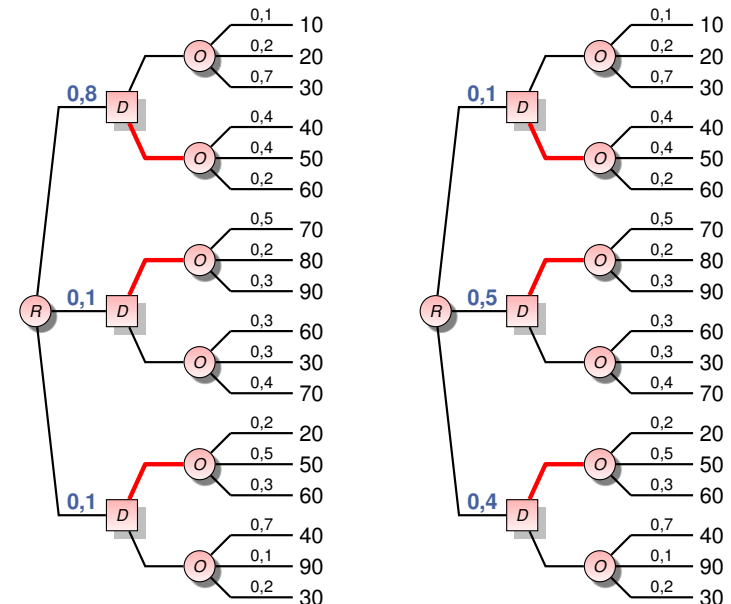 0,1 10 0,1 10
O 0,2 20 O 0,2 20
0,7 30 0,7 30
0,8 D 0,1 D
0,4 40 0,4 40
O 0,4 50 O 0,4 50
0,2 60 0,2 60
0,5 70 0,5 70
O 0,2 80 O 0,2 80
0,3 90 0,3 90
R 0,1 D R 0,5 D
0,3 60 0,3 60
O 0,3 30 O 0,3 30
0,4 70 0,4 70
0,2 20 0,2 20
O 0,5 50 O 0,5 50
0,3 60 0,3 60
0,1 D 0,4 D
0,7 40 0,7 40
O 0,1 90 O 0,1 90
0,2 30 0,2 30